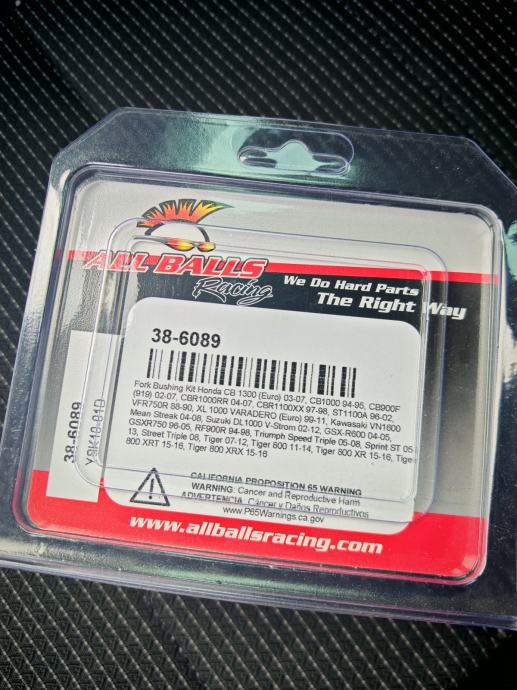 ALL BALLS
Racing
We Do Hard Parts
The Right Way
38-6089
Fork Bushing Kit Honda CB 1300 (Euro) 03-07, CB1000 94-95, CB900F
(919) 02-07, CBR1000RR 04-07, CBR1100XX 97-98, ST1100A 96-02,
VFR750R 88-90, XL 1000 VARADERO (Euro) 99-11, Kawasaki VN1600
Mean Streak 04-08, Suzuki DL1000 V-Strom 02-12, GSX-R600 04-05,
GSXR750 96-05, RF900R 94-98, Triumph Speed Triple 05-08, Sprint ST 05-
13, Street Triple 08, Tiger 07-12, Tiger 800 11-14, Tiger 800 XR 15-16, Tiger
800 XRT 15-16, Tiger 800 XRX 15-16
38-6089
CALIFORNIA PROPOSITION 65 WARNING
WARNING: Cancer and Reproductive Harm
ADVERTENCIA: Cáncer y Daños Reproductivos
www.P65Warnings.ca.gov
www.allballsracing.com